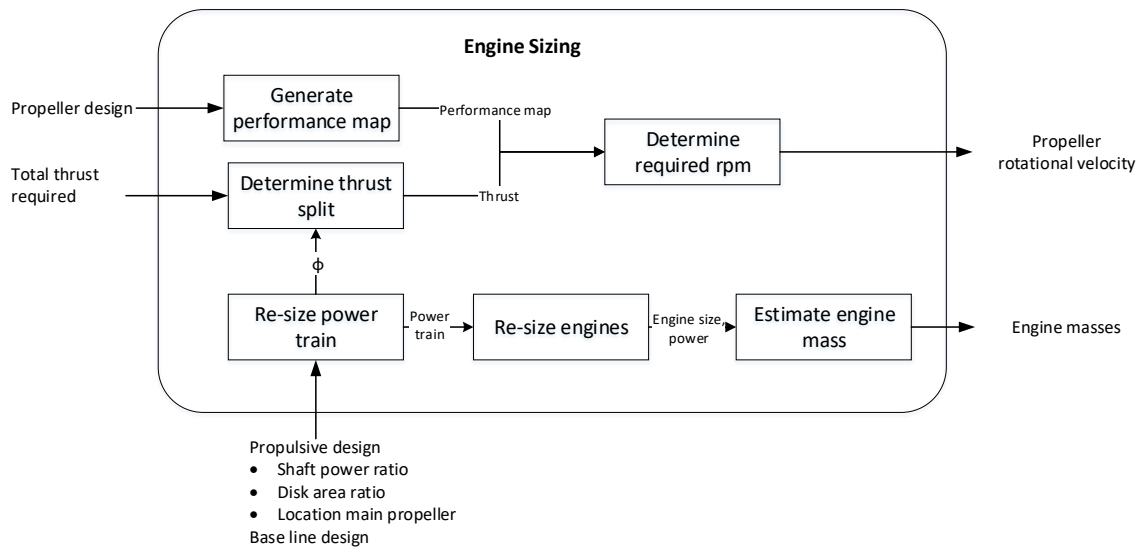 Engine Sizing
Propeller design
Generate
performance map
Performance map
Determine
required rpm
Propeller
rotational velocity
Total thrust
required
Determine thrust
split
Thrust
ϕ
Re-size power
train
Power
train
Re-size engines
Engine size,
power
Estimate engine
mass
Engine masses
Propulsive design
• Shaft power ratio
• Disk area ratio
• Location main propeller
Base line design